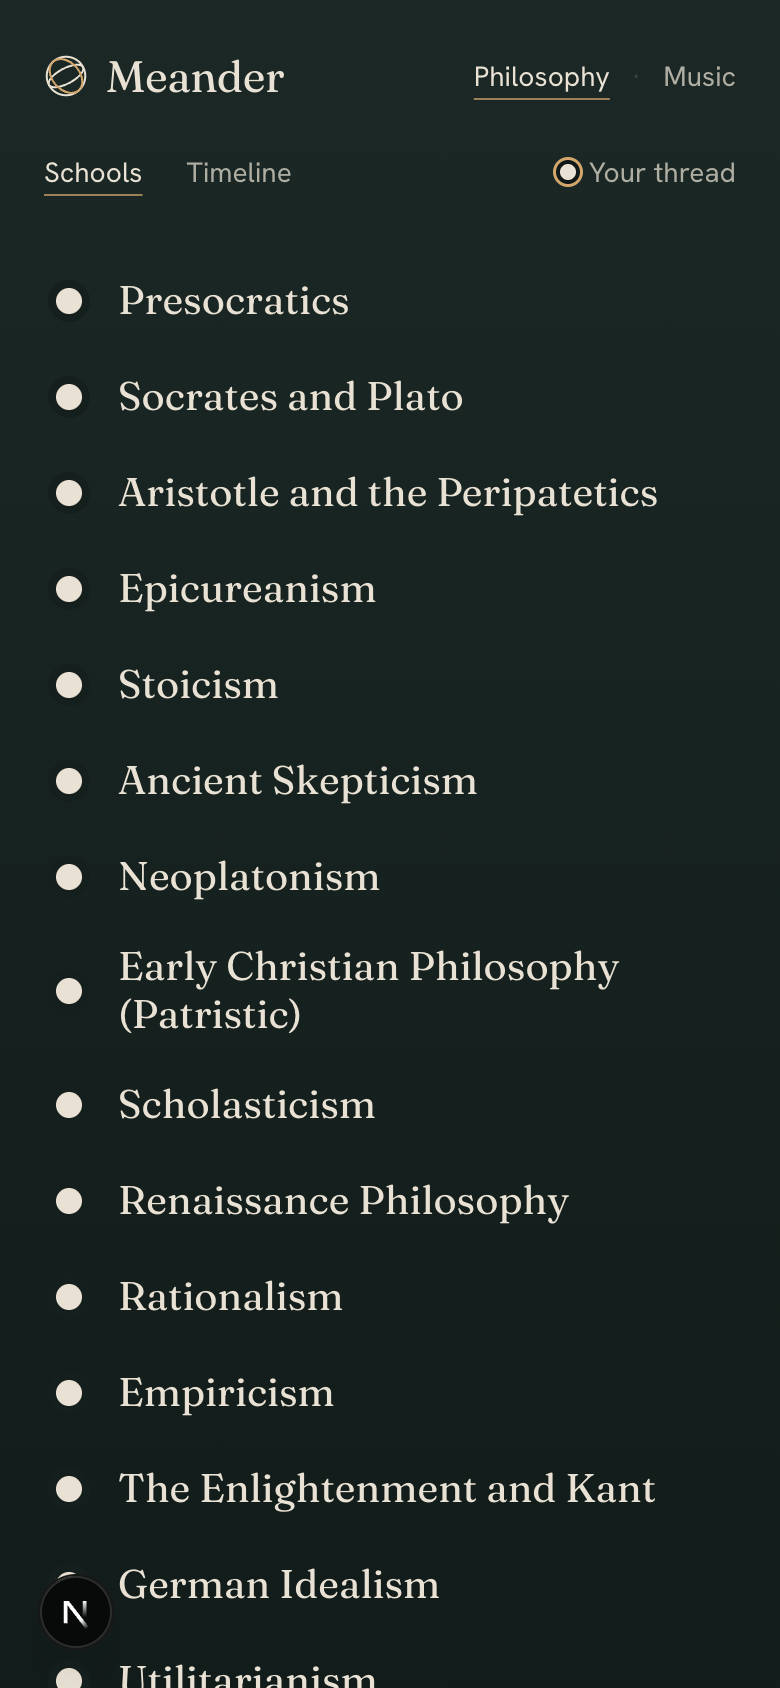 Meander
Philosophy · Music
Schools Timeline Your thread
Presocratics
Socrates and Plato
Aristotle and the Peripatetics
Epicureanism
Stoicism
Ancient Skepticism
Neoplatonism
Early Christian Philosophy
(Patristic)
Scholasticism
Renaissance Philosophy
Rationalism
Empiricism
The Enlightenment and Kant
German Idealism
N
Utilitarianism